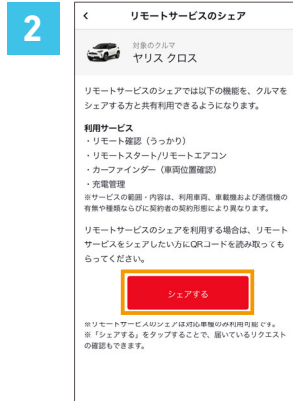 2
リモートサービスのシェア
対象のクルマ
ヤリス クロス
リモートサービスのシェアでは以下の機能を、クルマを
シェアする方と共有利用できるようになります。
利用サービス
・リモート確認（うっかり）
・リモートスタート/リモートエアコン
・カーファインダー（車両位置確認）
・充電管理
※サービスの範囲・内容は、利用車両、車載機および通信機の
有無や種類ならびに契約者の契約形態により異なります。
リモートサービスのシェアを利用する場合は、リモート
サービスをシェアしたい方にQRコードを読み取っても
らってください。
シェアする
※リモートサービスのシェアは対応車種のみ利用可能です。
※「シェアする」をタップすることで、届いているリクエスト
の確認もできます。